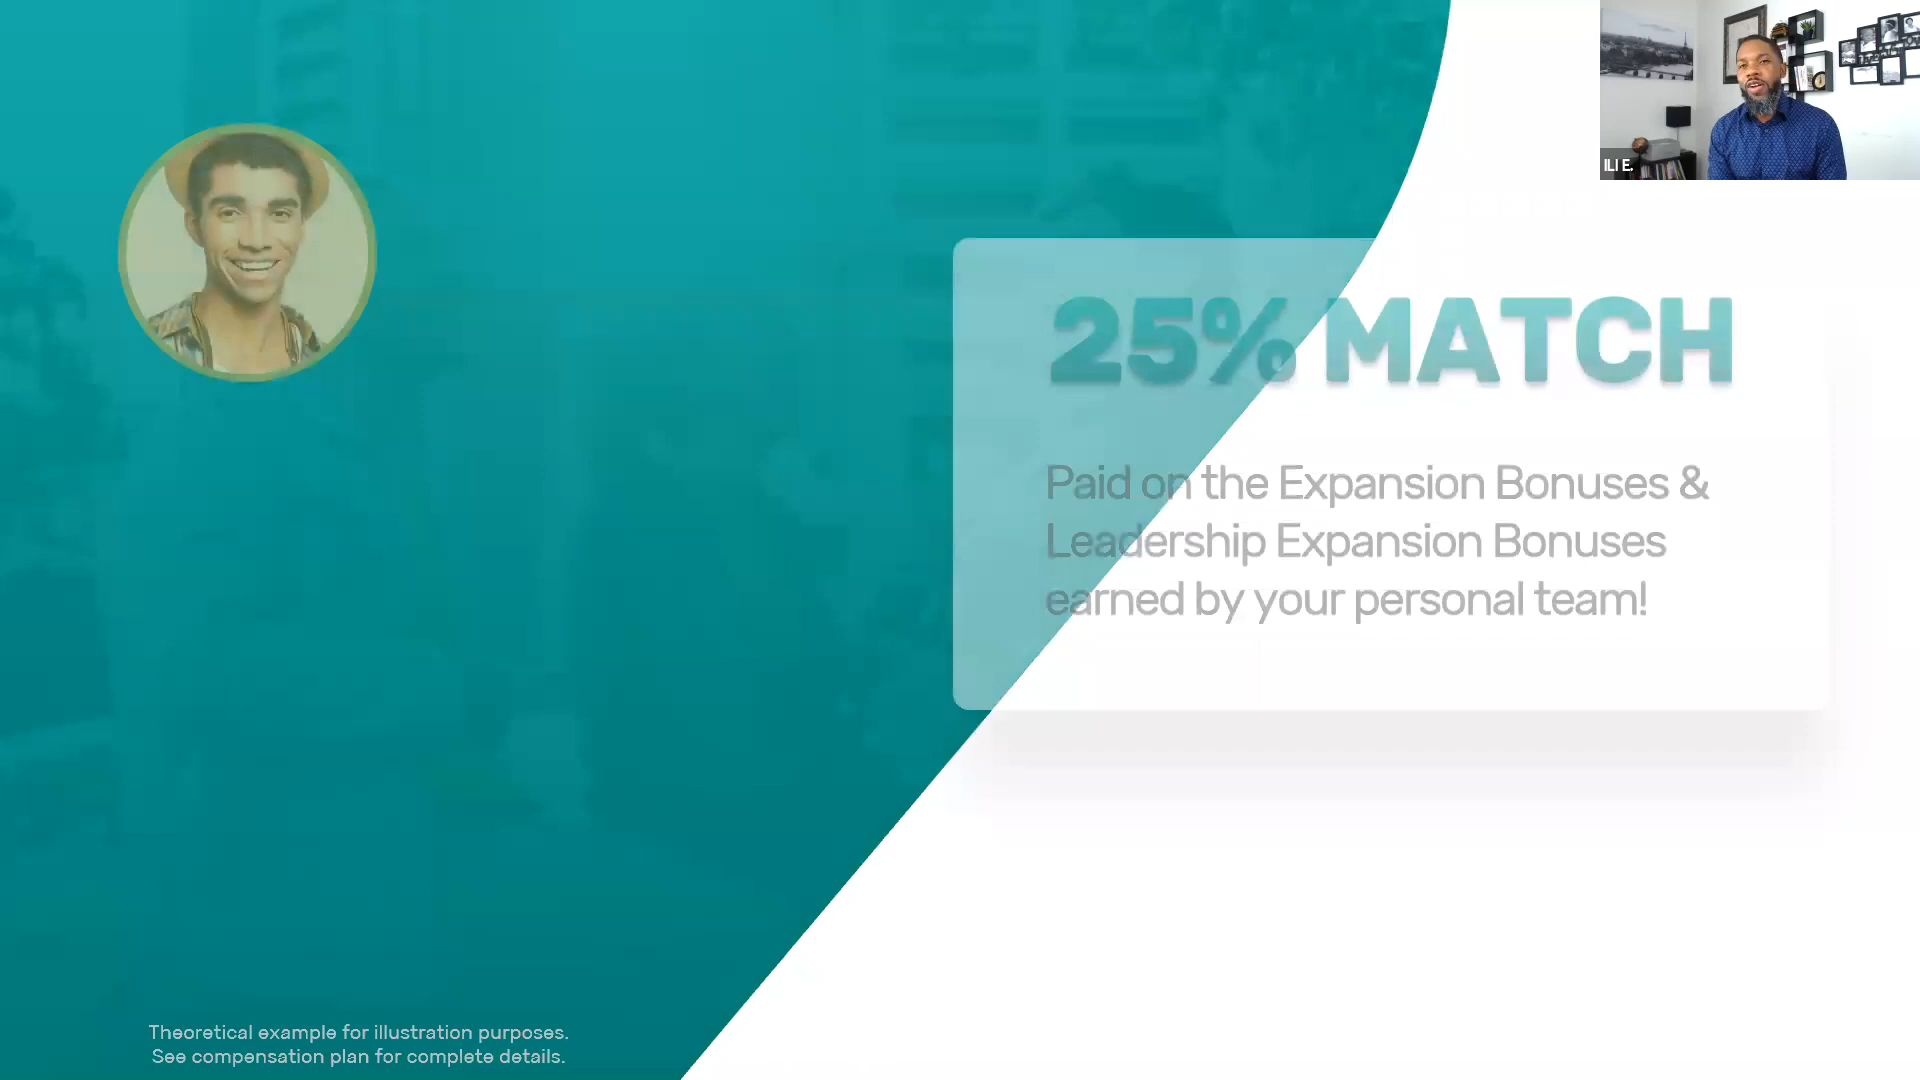 ILI E.
25% MATCH
Paid on the Expansion Bonuses &
Leadership Expansion Bonuses
earned by your personal team!
Theoretical example for illustration purposes.
See compensation plan for complete details.